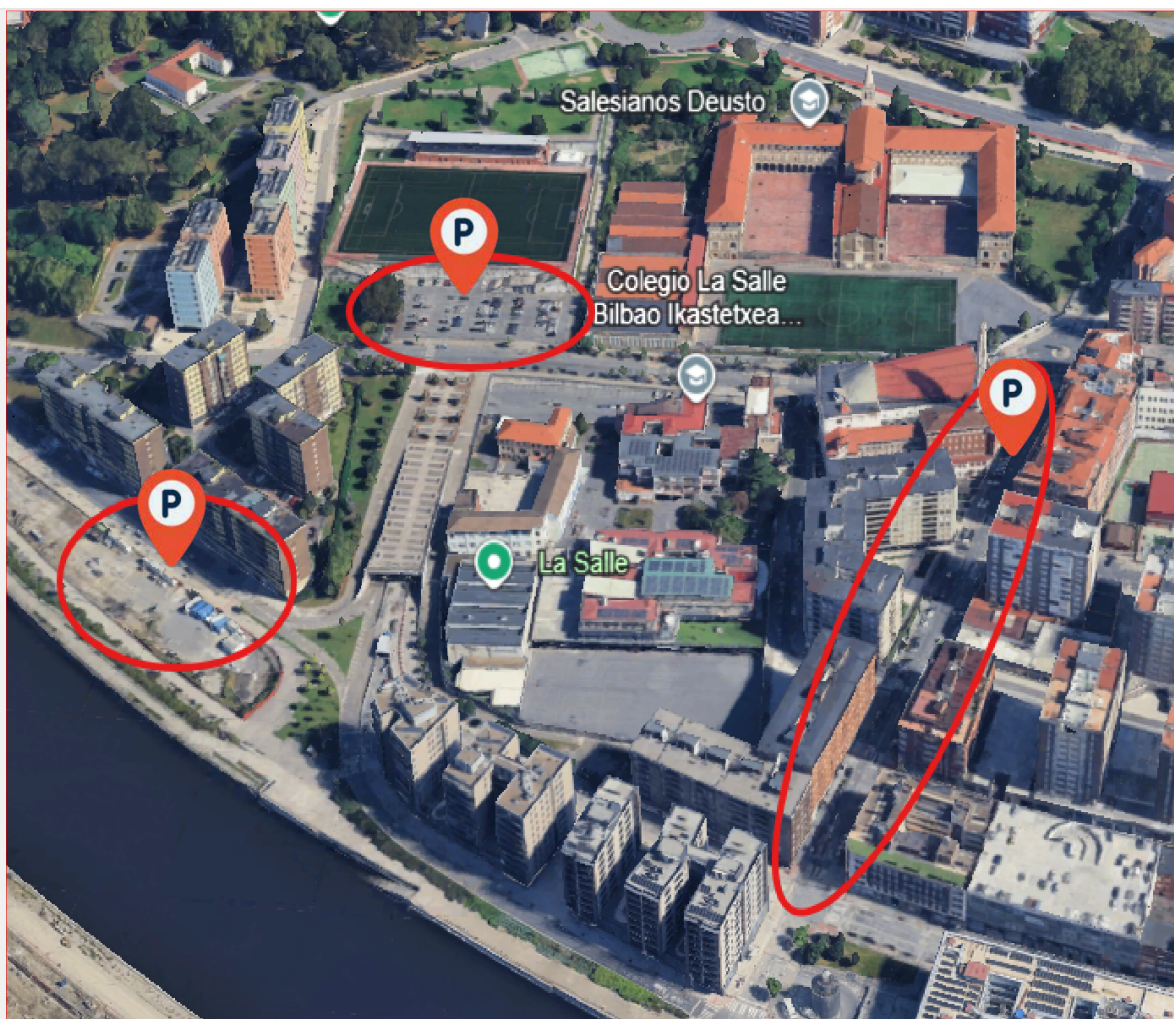 Salesianos Deusto
P
Colegio La Salle
Bilbao Ikastetxea...
P
P
La Salle